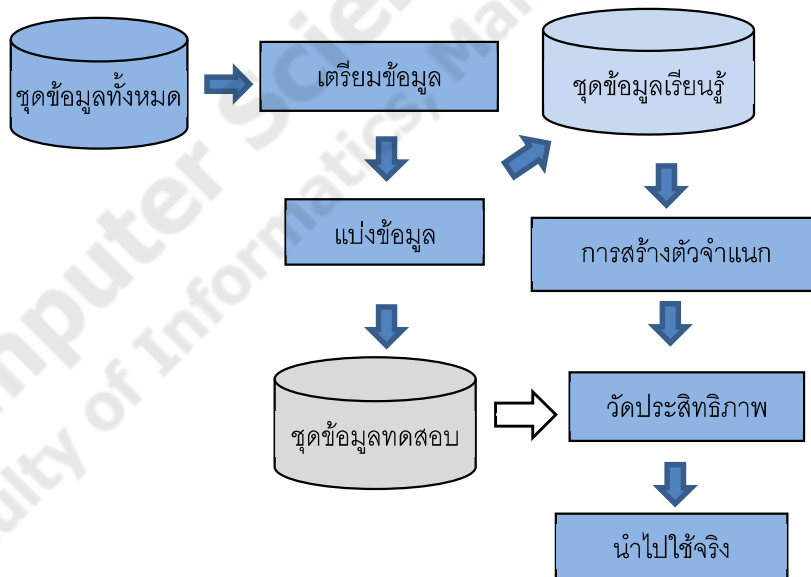 ชุดข้อมูลทั้งหมด
เตรียมข้อมูล
ชุดข้อมูลเรียนรู้
แบ่งข้อมูล
การสร้างตัวจำแนก
ชุดข้อมูลทดสอบ
วัดประสิทธิภาพ
นำไปใช้จริง